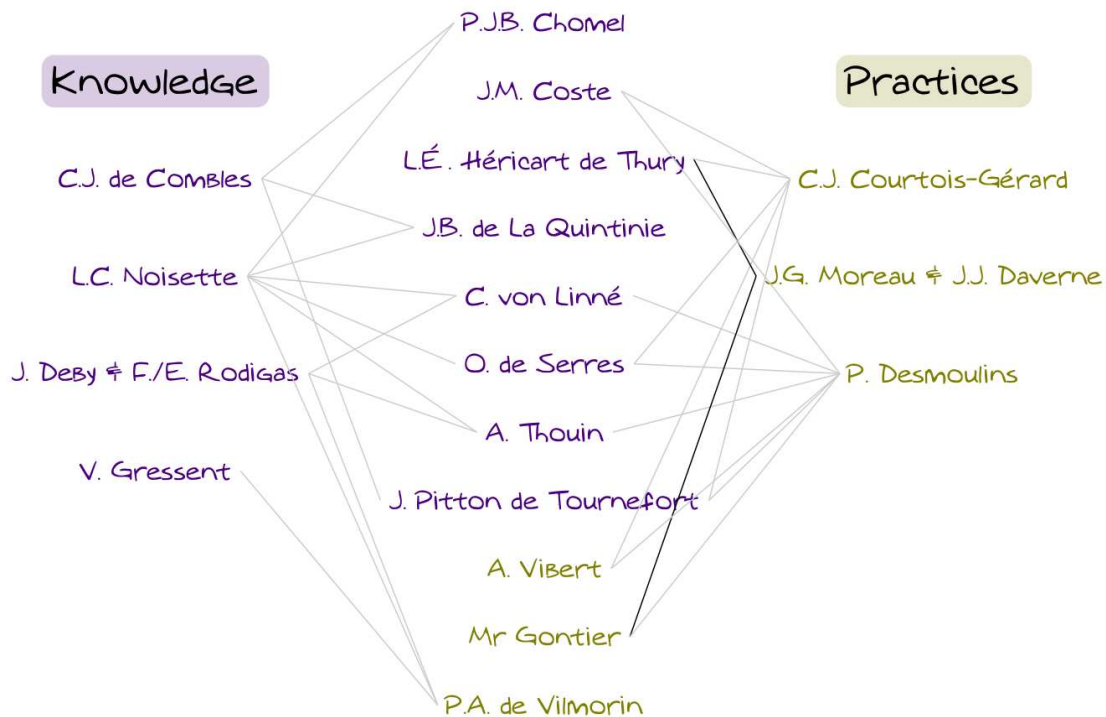 Knowledge
C.J. de Combles
L.C. Noisette
J. Deby & F./E. Rodigas
V. Gressent
P.J.B. Chomel
J.M. Coste
L.É. Héricart de Thury
J.B. de La Quintinie
C. von Linné
O. de Serres
A. Thouin
J. Pitton de Tournefort
A. Vibert
Mr Gontier
P.A. de Vilmorin
Practices
C.J. Courtois-Gérard
J.G. Moreau & J.J. Daverne
P. Desmoulins